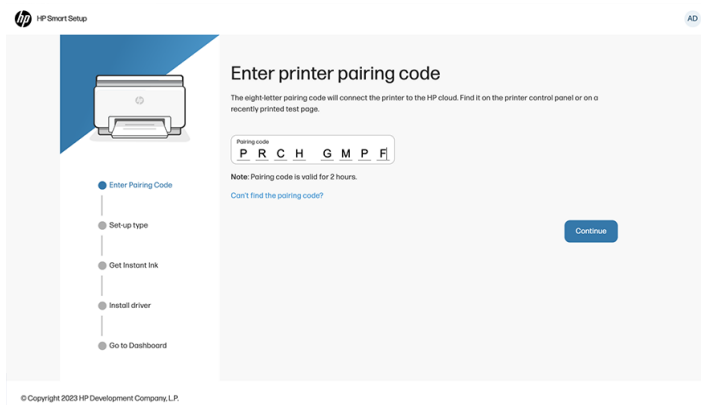 hp HP Smart Setup
AD
Enter printer pairing code
The eight-letter pairing code will connect the printer to the HP cloud. Find it on the printer control panel or on a
recently printed test page.
Pairing code
P R C H G M P F
Note: Pairing code is valid for 2 hours.
Can't find the pairing code?
Continue
Enter Pairing Code
Set-up type
Get Instant Ink
Install driver
Go to Dashboard
© Copyright 2023 HP Development Company, L.P.